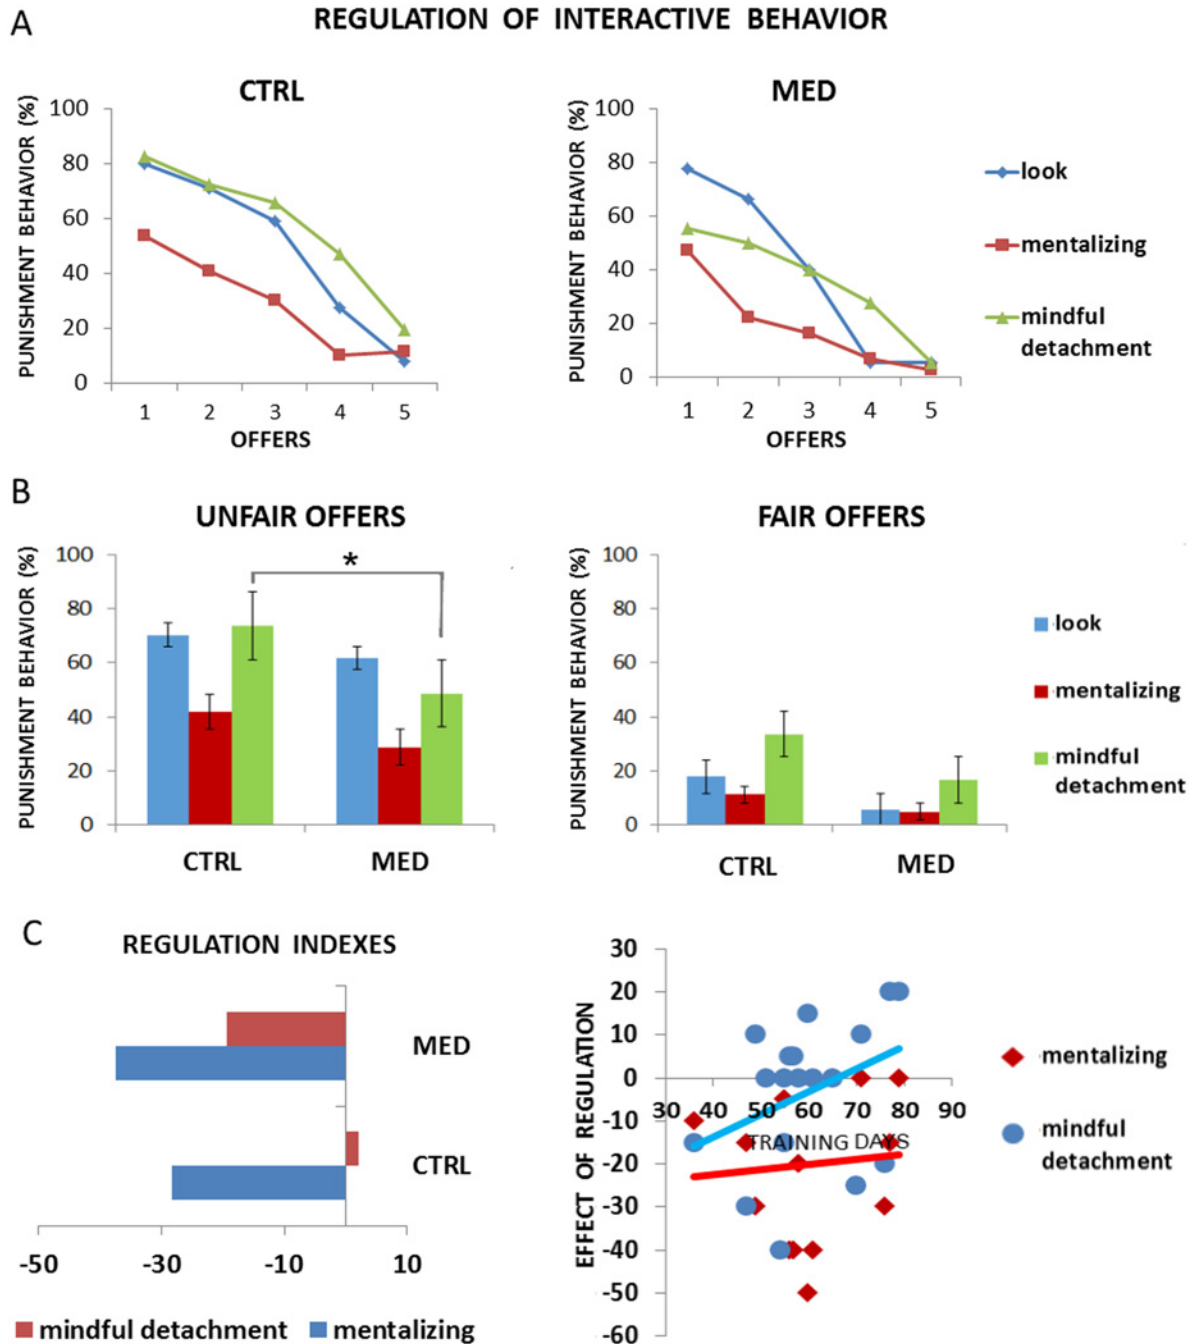 A
REGULATION OF INTERACTIVE BEHAVIOR
CTRL
PUNISHMENT BEHAVIOR (%)
100
80
60
40
20
0
1 2 3 4 5
OFFERS
MED
PUNISHMENT BEHAVIOR (%)
100
80
60
40
20
0
1 2 3 4 5
OFFERS
look
mentalizing
mindful
detachment
B
UNFAIR OFFERS
PUNISHMENT BEHAVIOR (%)
100
80
60
40
20
0
*
CTRL MED
FAIR OFFERS
PUNISHMENT BEHAVIOR (%)
100
80
60
40
20
0
CTRL MED
look
mentalizing
mindful
detachment
C
REGULATION INDEXES
MED
CTRL
-50 -30 -10 10
mindful detachment mentalizing
EFFECT OF REGULATION
30
20
10
0
-10
-20
-30
-40
-50
-60
30 40 50 60 70 80 90
TRAINING DAYS
mentalizing
mindful
detachment